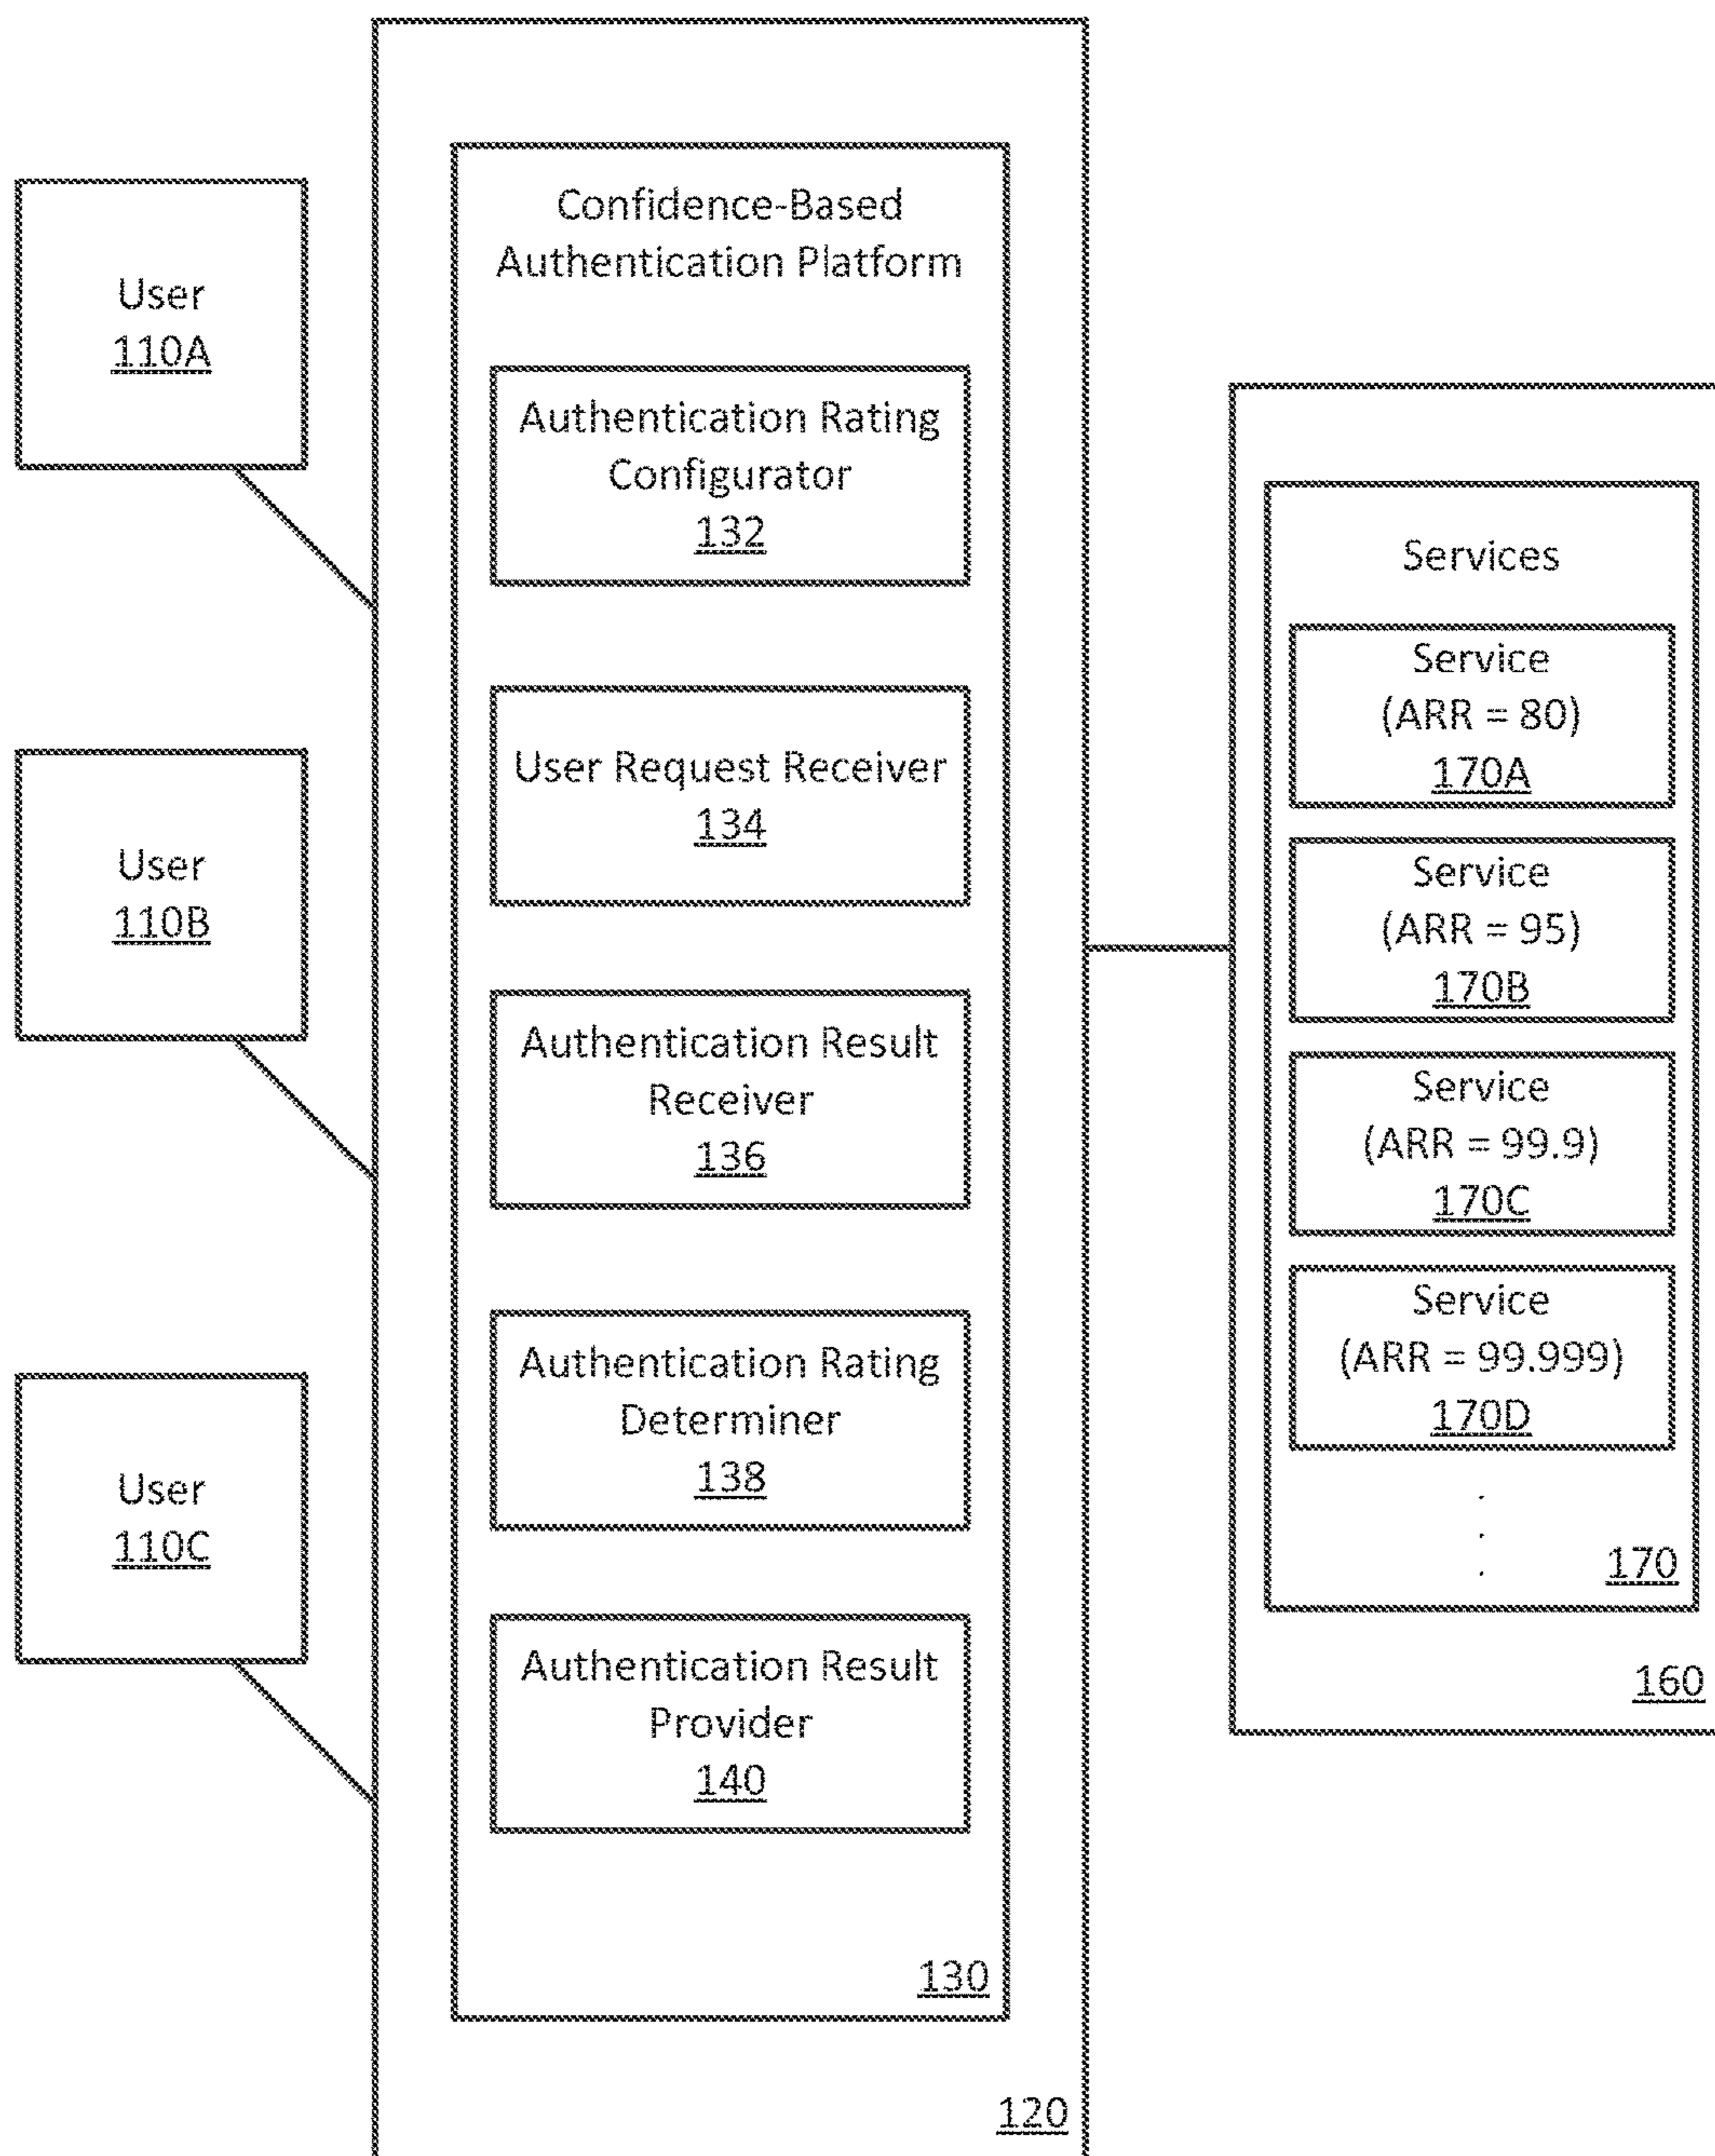 User
110A
User
110B
User
110C
Confidence-Based
Authentication Platform
Authentication Rating
Configurator
132
User Request Receiver
134
Authentication Result
Receiver
136
Authentication Rating
Determiner
138
Authentication Result
Provider
140
130
120
Services
Service
(ARR = 80)
170A
Service
(ARR = 95)
170B
Service
(ARR = 99.9)
170C
Service
(ARR = 99.999)
170D
.
.
.
170
160